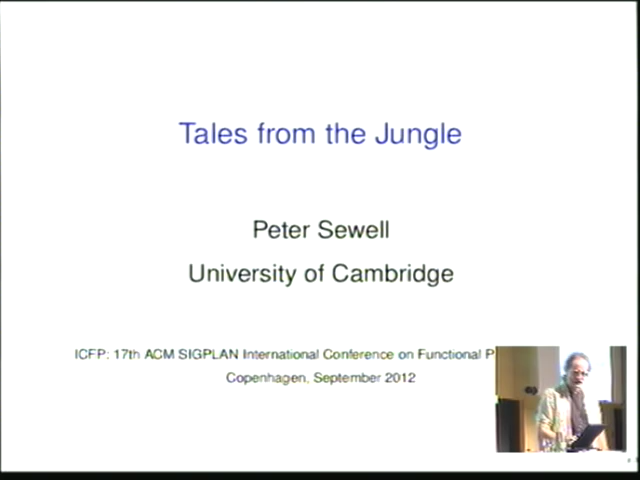 Tales from the Jungle
Peter Sewell
University of Cambridge
ICFP: 17th ACM SIGPLAN International Conference on Functional P
Copenhagen, September 2012